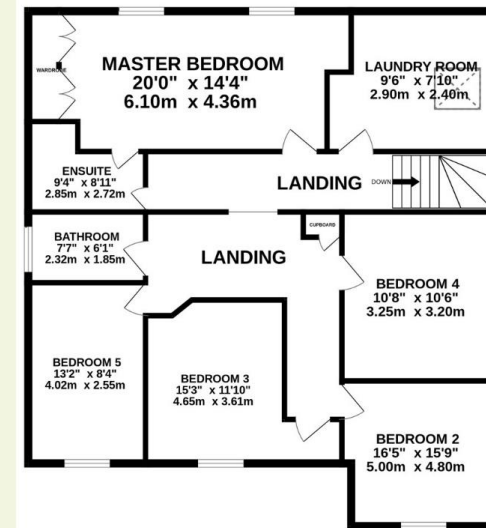 WARDROBE
MASTER BEDROOM
20'0" x 14'4"
6.10m x 4.36m
LAUNDRY ROOM
9'6" x 7'10"
2.90m x 2.40m
ENSUITE
9'4" x 8'11"
2.85m x 2.72m
LANDING
DOWN
BATHROOM
7'7" x 6'1"
2.32m x 1.85m
CUPBOARD
LANDING
BEDROOM 4
10'8" x 10'6"
3.25m x 3.20m
BEDROOM 5
13'2" x 8'4"
4.02m x 2.55m
BEDROOM 3
15'3" x 11'10"
4.65m x 3.61m
BEDROOM 2
16'5" x 15'9"
5.00m x 4.80m